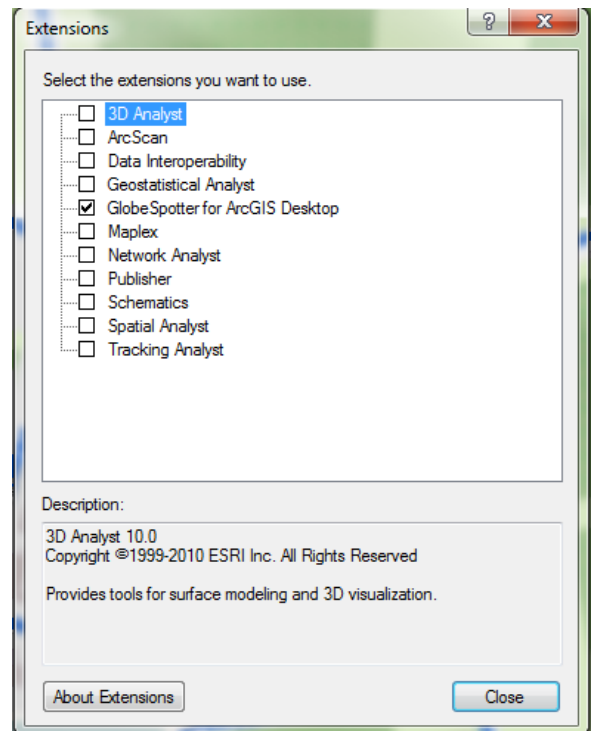 Extensions
Select the extensions you want to use.
3D Analyst
ArcScan
Data Interoperability
Geostatistical Analyst
GlobeSpotter for ArcGIS Desktop
Maplex
Network Analyst
Publisher
Schematics
Spatial Analyst
Tracking Analyst
Description:
3D Analyst 10.0
Copyright ©1999-2010 ESRI Inc. All Rights Reserved
Provides tools for surface modeling and 3D visualization.
About Extensions
Close